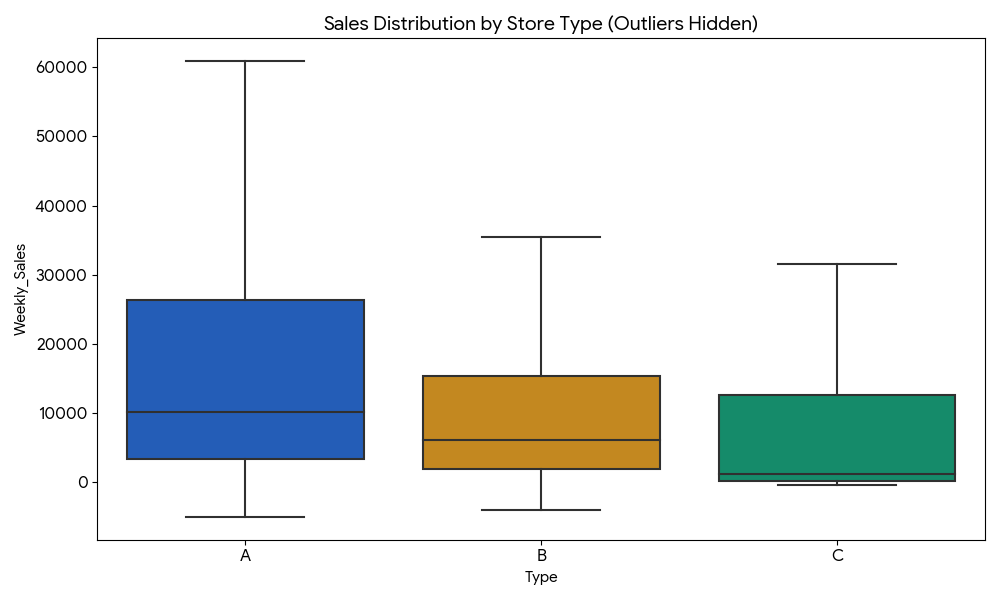 Sales Distribution by Store Type (Outliers Hidden)
Weekly_Sales
60000
50000
40000
30000
20000
10000
0
A B C
Type